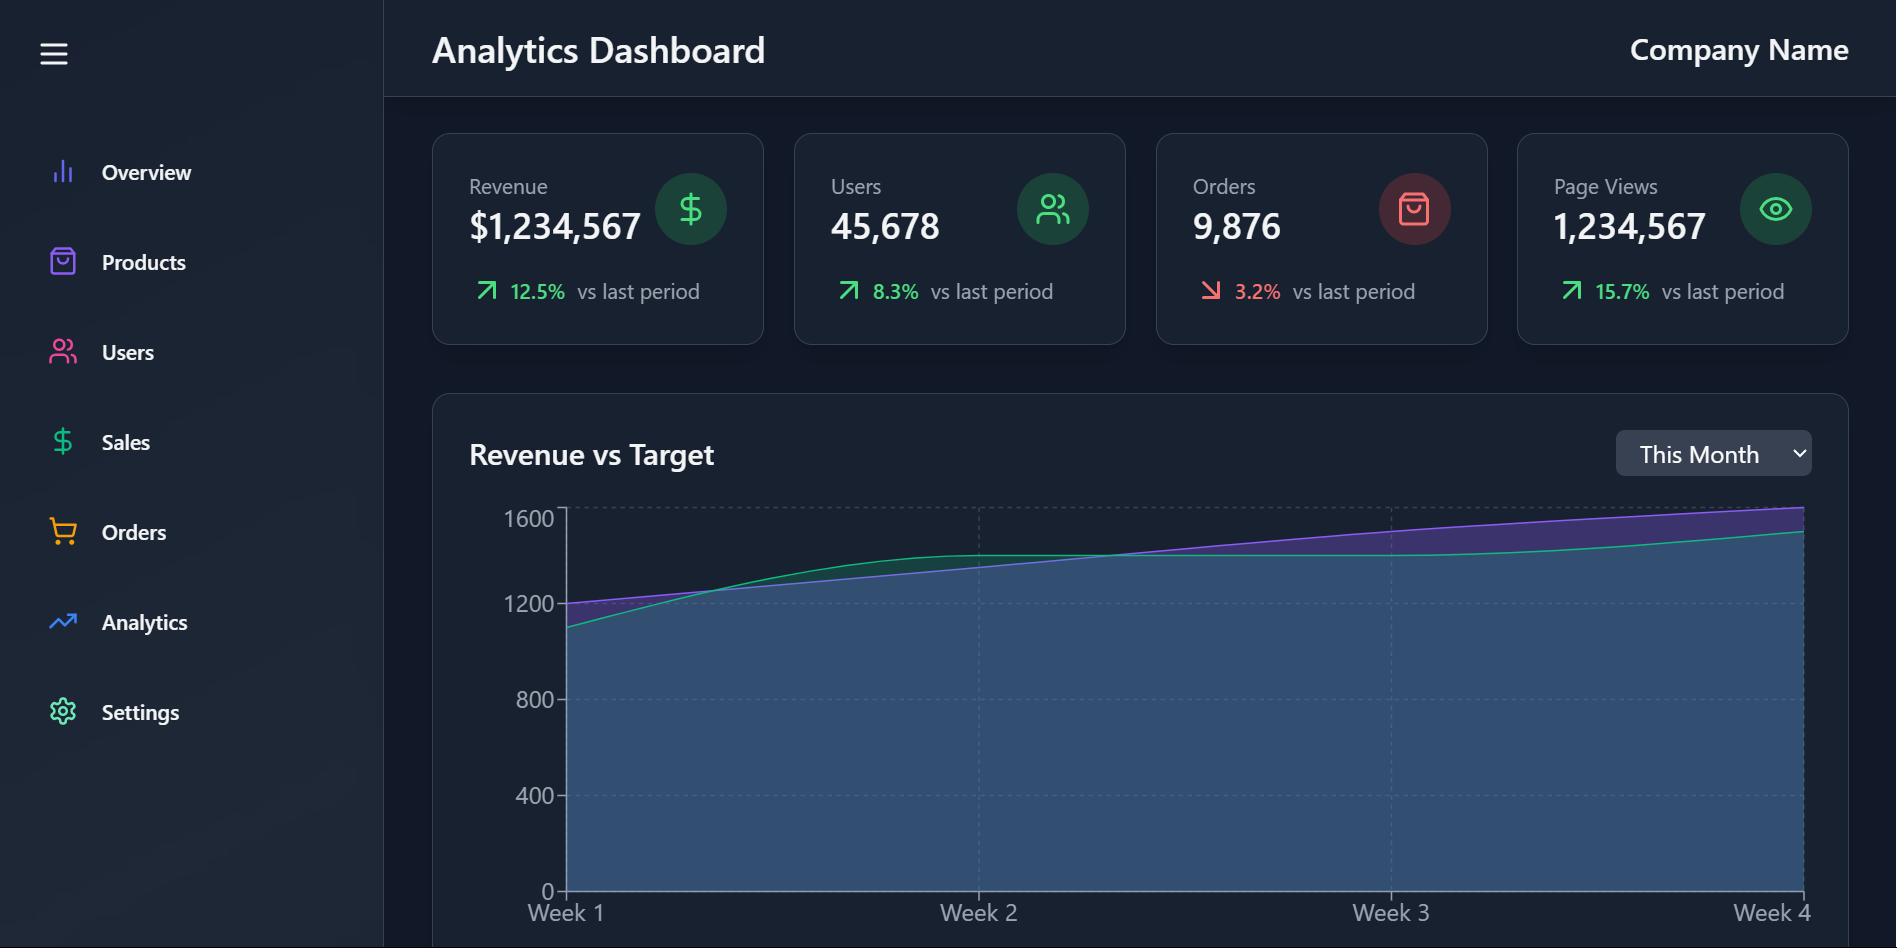 Analytics Dashboard
Company Name
Overview
Products
Users
Sales
Orders
Analytics
Settings
Revenue
$1,234,567
12.5% vs last period
Users
45,678
8.3% vs last period
Orders
9,876
3.2% vs last period
Page Views
1,234,567
15.7% vs last period
Revenue vs Target
This Month
1600
1200
800
400
0
Week 1 Week 2 Week 3 Week 4